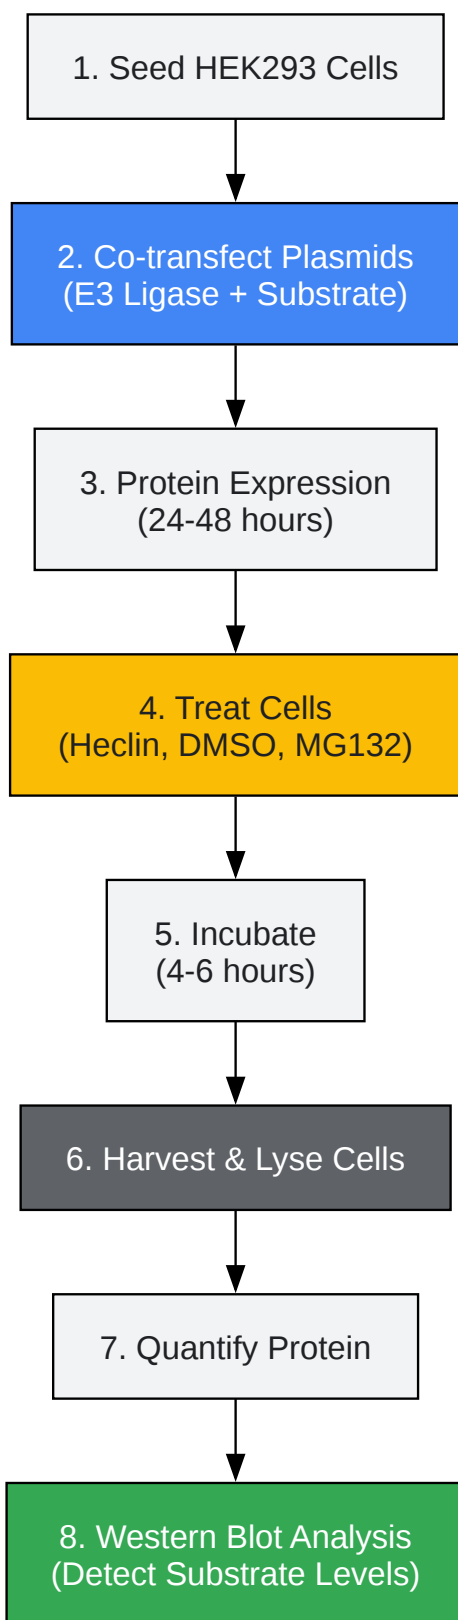 1. Seed HEK293 Cells
2. Co-transfect Plasmids
(E3 Ligase + Substrate)
3. Protein Expression
(24-48 hours)
4. Treat Cells
(Heclin, DMSO, MG132)
5. Incubate
(4-6 hours)
6. Harvest & Lyse Cells
7. Quantify Protein
8. Western Blot Analysis
(Detect Substrate Levels)